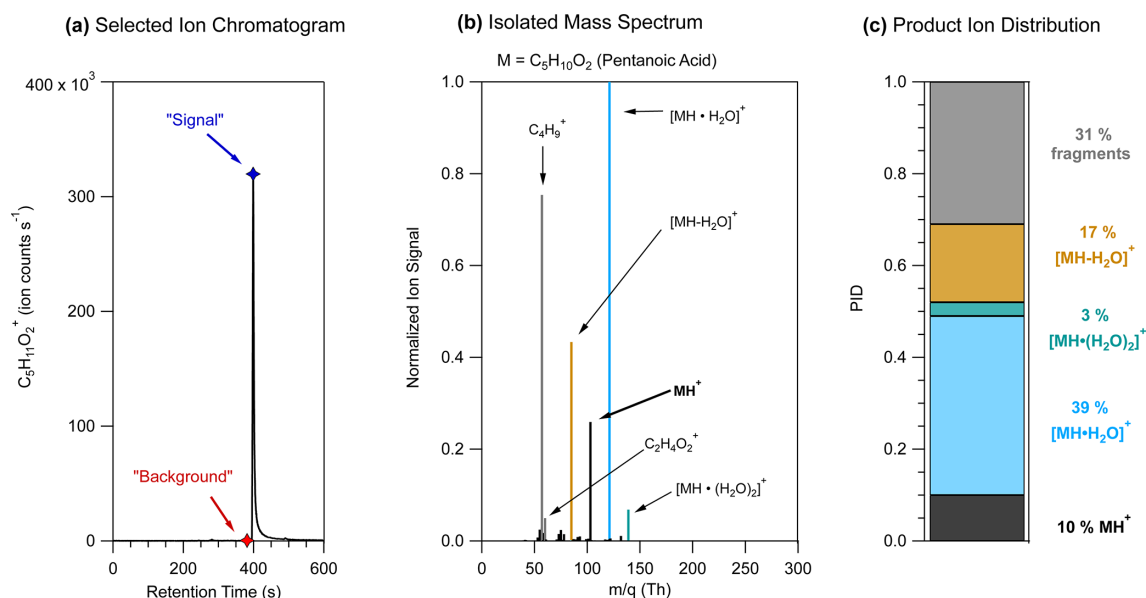 (a) Selected Ion Chromatogram
400 x 10³
300
200
100
0
C₅H₁₁O₂⁺ (ion counts s⁻¹)
"Signal"
"Background"
0
200
400
600
Retention Time (s)
(b) Isolated Mass Spectrum
M = C₅H₁₀O₂ (Pentanoic Acid)
1.0
0.8
0.6
0.4
0.2
0.0
Normalized Ion Signal
C₄H₉⁺
[MH • H₂O]⁺
[MH-H₂O]⁺
MH⁺
C₂H₄O₂⁺
[MH • (H₂O)₂]⁺
0
50
100
150
200
250
300
m/q (Th)
(c) Product Ion Distribution
1.0
0.8
0.6
0.4
0.2
0.0
PID
31 %
fragments
17 %
[MH-H₂O]⁺
3 %
[MH•(H₂O)₂]⁺
39 %
[MH•H₂O]⁺
10 % MH⁺